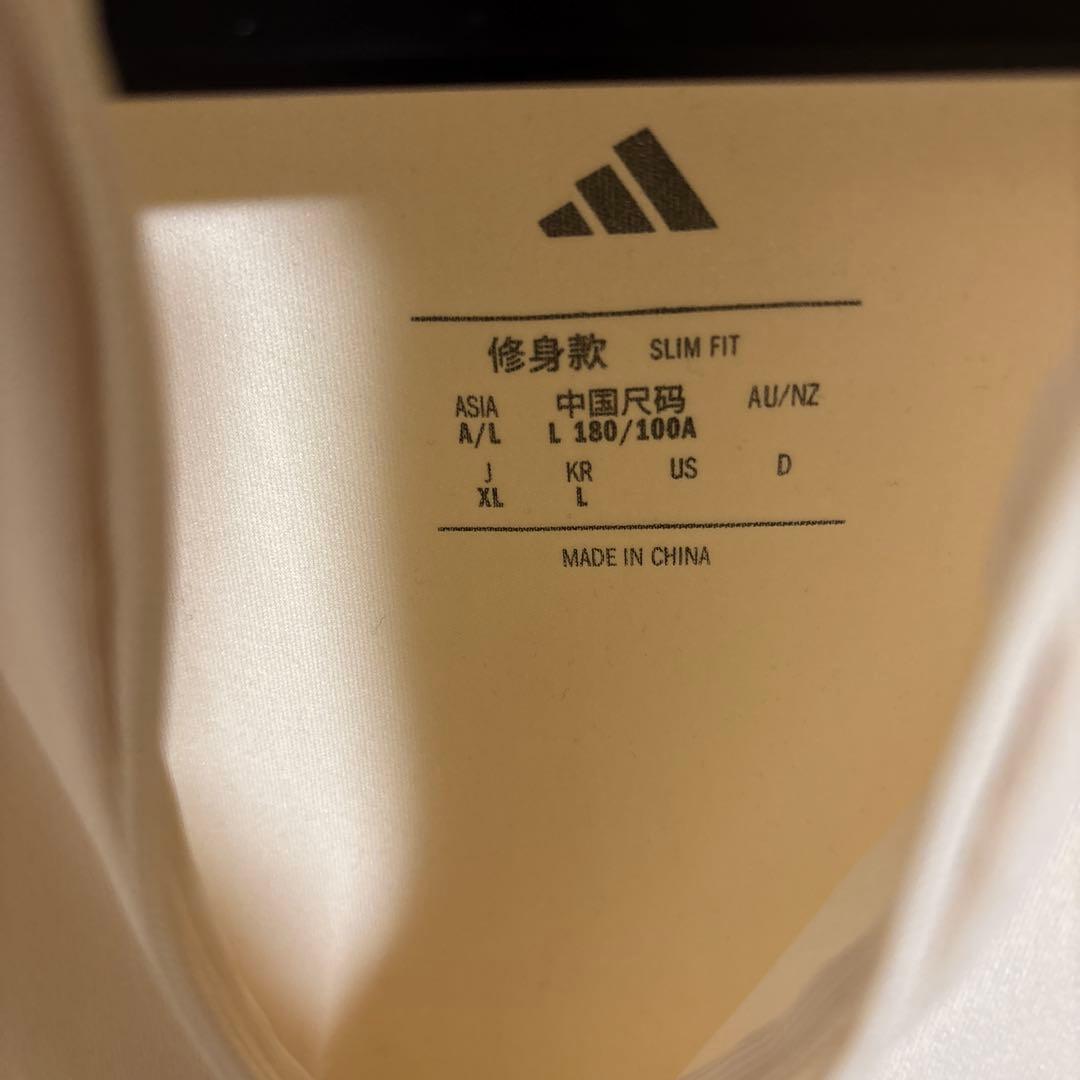 修身款 SLIM FIT
ASIA 中国尺码 AU/NZ
A/L L 180/100A
J KR US D
XL L
MADE IN CHINA